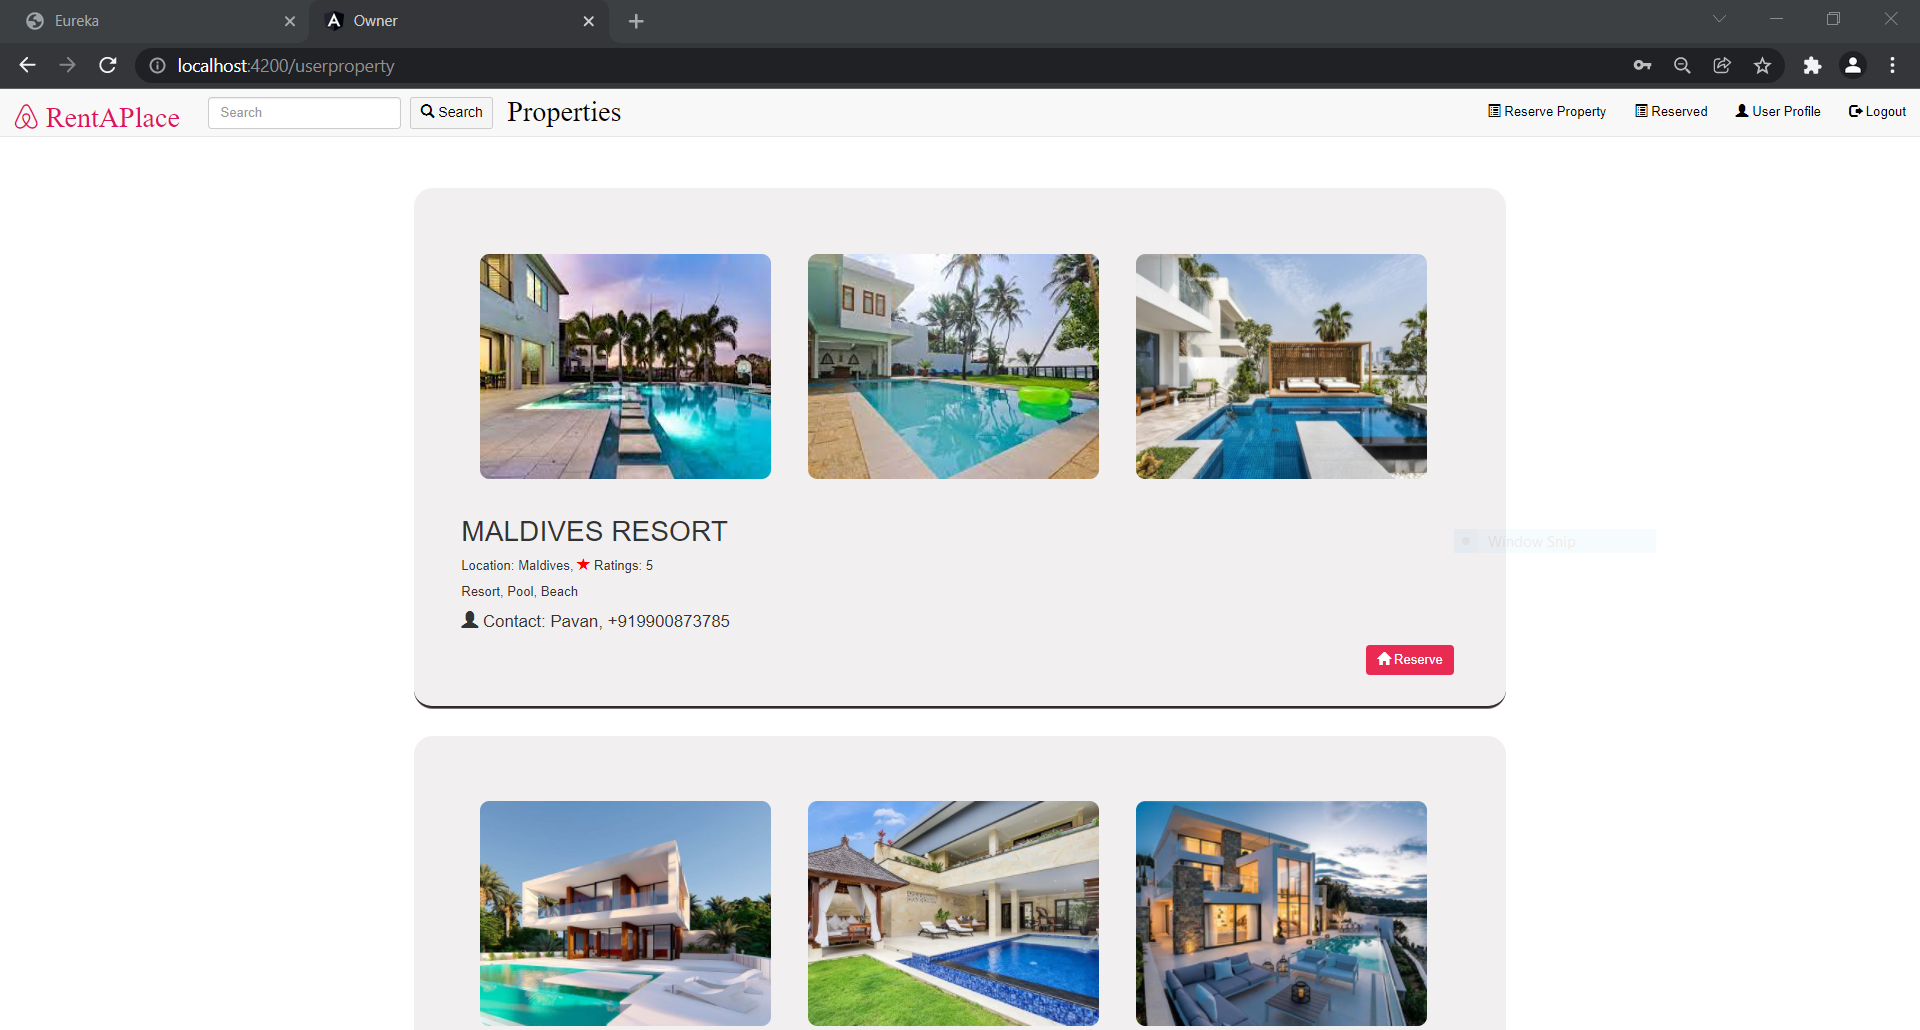 Eureka
Owner
localhost:4200/userproperty
RentAPlace
Search
Search
Properties
Reserve Property
Reserved
User Profile
Logout
MALDIVES RESORT
Location: Maldives, ★ Ratings: 5
Resort, Pool, Beach
Contact: Pavan, +919900873785
Window Snip
Reserve